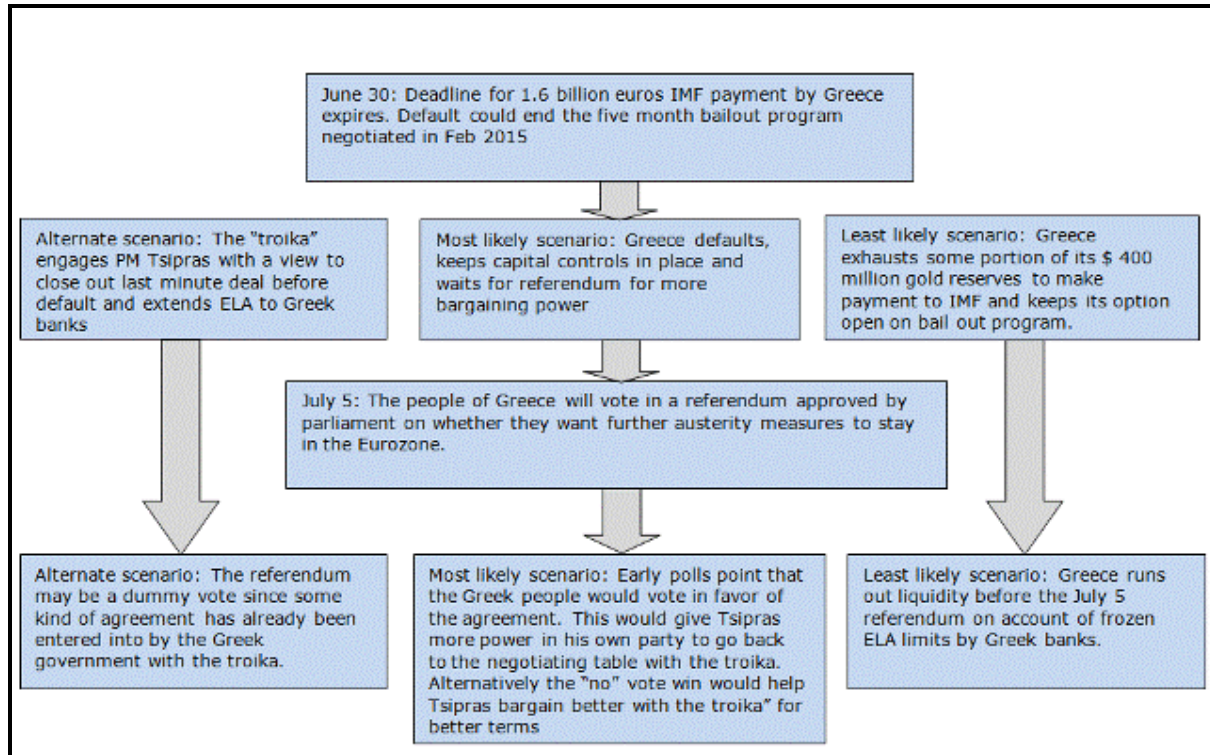 June 30: Deadline for 1.6 billion euros IMF payment by Greece
expires. Default could end the five month bailout program
negotiated in Feb 2015
Alternate scenario: The "troika"
engages PM Tsipras with a view to
close out last minute deal before
default and extends ELA to Greek
banks
Most likely scenario: Greece defaults,
keeps capital controls in place and
waits for referendum for more
bargaining power
Least likely scenario: Greece
exhausts some portion of its $ 400
million gold reserves to make
payment to IMF and keeps its option
open on bail out program.
July 5: The people of Greece will vote in a referendum approved by
parliament on whether they want further austerity measures to stay
in the Eurozone.
Alternate scenario: The referendum
may be a dummy vote since some
kind of agreement has already been
entered into by the Greek
government with the troika.
Most likely scenario: Early polls point that
the Greek people would vote in favor of
the agreement. This would give Tsipras
more power in his own party to go back
to the negotiating table with the troika.
Alternatively the "no" vote win would help
Tsipras bargain better with the troika" for
better terms
Least likely scenario: Greece runs
out liquidity before the July 5
referendum on account of frozen
ELA limits by Greek banks.